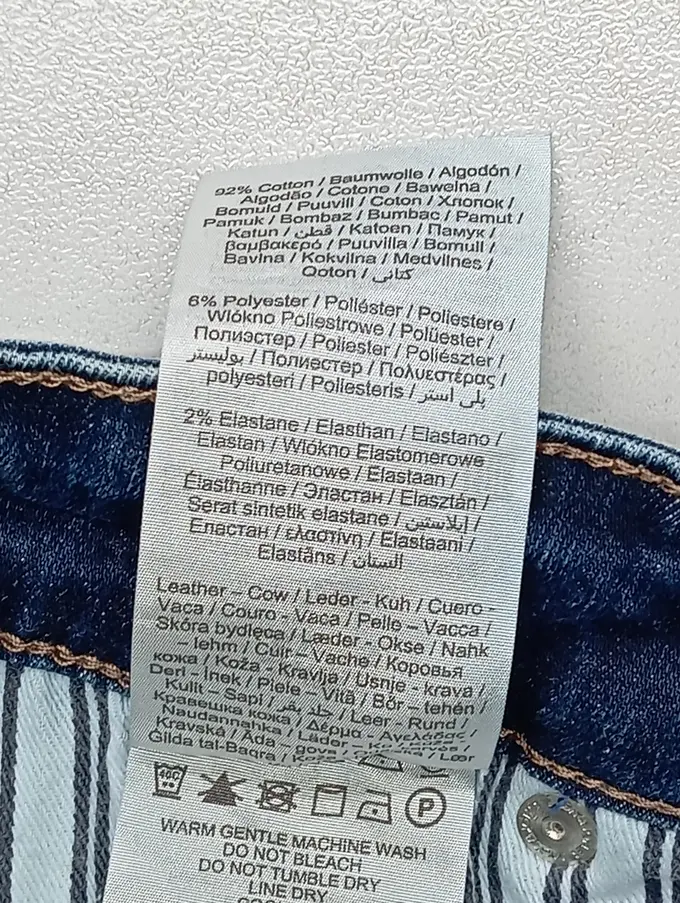 92% Cotton / Baumwolle / Algodón /
Algodão / Cotone / Bawełna /
Bomuld / Puuvill / Coton / Хлопок /
Pamuk / Bombaz / Bumbac / Pamut /
Katun / قطن / Katoen / Памук /
βαμβακερό / Puuvilla / Bomull /
Bavlna / Kokvilna / Medvilnes /
Qoton / كتاني
6% Polyester / Poliéster / Poliestere /
Włókno Poliestrowe / Polüester /
Полиэстер / Poliester / Poliészter /
بوليستر / Полиестер / Πολυεστέρας /
polyesteri / Poliesteris / پلی استر
2% Elastane / Elasthan / Elastano /
Elastan / Włókno Elastomerowe
Poliuretanowe / Elastaan /
Élasthanne / Эластан / Elasztán /
Serat sintetik elastane / إيلاستين /
Еластан / ελαστίνη / Elastaani /
Elastāns / الستان
Leather – Cow / Leder - Kuh / Cuero -
Vaca / Couro - Vaca / Pelle – Vacca /
Skóra bydlęca / Læder - Okse / Nahk
– lehm / Cuir – Vache / Коровья
кожа / Koža - Kravlja / Usnje - krava /
Deri - İnek / Piele – Vită / Bőr – tehén /
Kulit – Sapi / جلد بقر / Leer - Rund /
Кравешка кожа / Δέρμα - Αγελάδας /
Naudannahka / Läder –
Kravská / Āda – govs /
Gilda tal-Baqra /
40C P
WARM GENTLE MACHINE WASH
DO NOT BLEACH
DO NOT TUMBLE DRY
LINE DRY